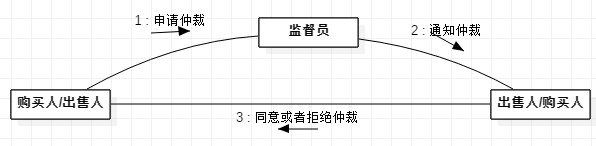 1 : 申请仲裁
监督员
2 : 通知仲裁
购买人/出售人
出售人/购买人
3 : 同意或者拒绝仲裁